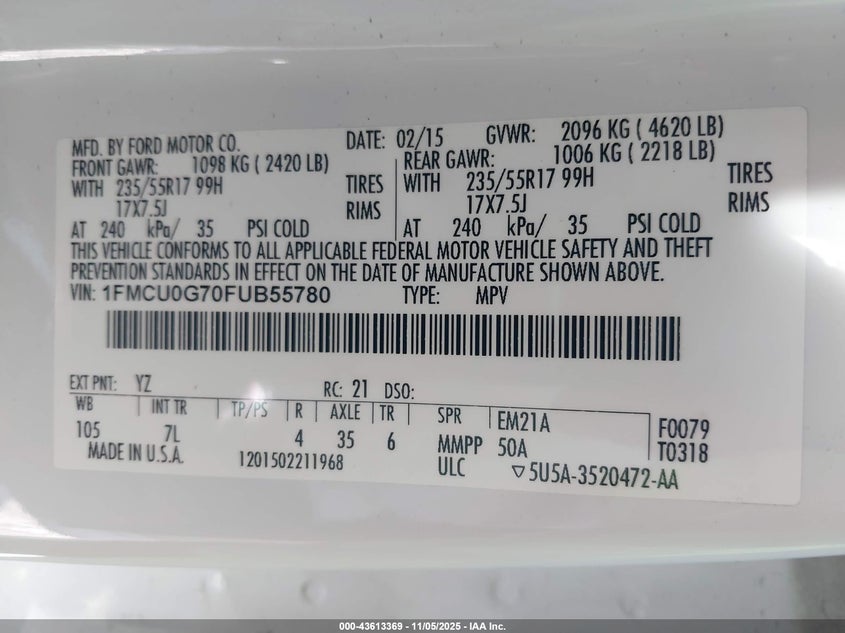 MFD. BY FORD MOTOR CO. DATE: 02/15 GVWR: 2096 KG ( 4620 LB)
FRONT GAWR: 1098 KG ( 2420 LB) REAR GAWR: 1006 KG ( 2218 LB)
WITH 235/55R17 99H TIRES WITH 235/55R17 99H TIRES
17X7.5J RIMS 17X7.5J RIMS
AT 240 kPa/ 35 PSI COLD AT 240 kPa/ 35 PSI COLD
THIS VEHICLE CONFORMS TO ALL APPLICABLE FEDERAL MOTOR VEHICLE SAFETY AND THEFT
PREVENTION STANDARDS IN EFFECT ON THE DATE OF MANUFACTURE SHOWN ABOVE.
VIN: 1FMCU0G70FUB55780 TYPE: MPV
EXT PNT: YZ RC: 21 DSO:
WB INT TR TP/PS R AXLE TR SPR EM21A F0079
105 7L 4 35 6 MMPP 50A T0318
MADE IN U.S.A. 1201502211968 ULC ▽5U5A-3520472-AA
000-43613369 - 11/05/2025 - IAA Inc.